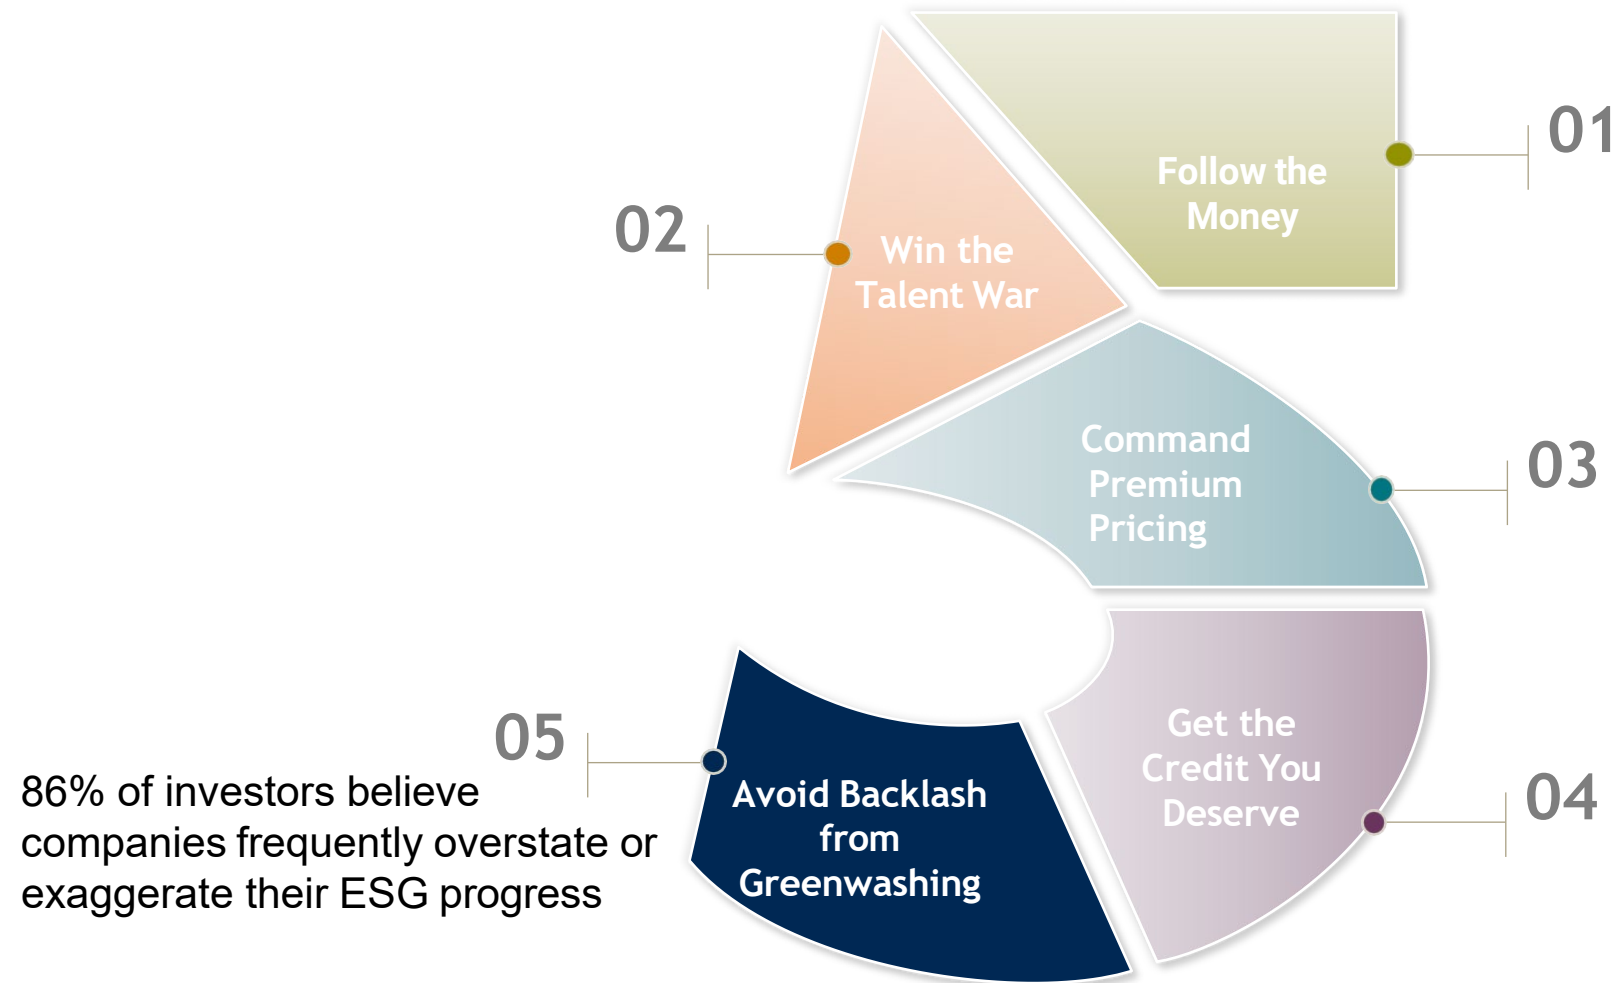 01
Follow the
Money
02
Win the
Talent War
03
Command
Premium
Pricing
04
Get the
Credit You
Deserve
05
Avoid Backlash
from
Greenwashing
86% of investors believe
companies frequently overstate or
exaggerate their ESG progress